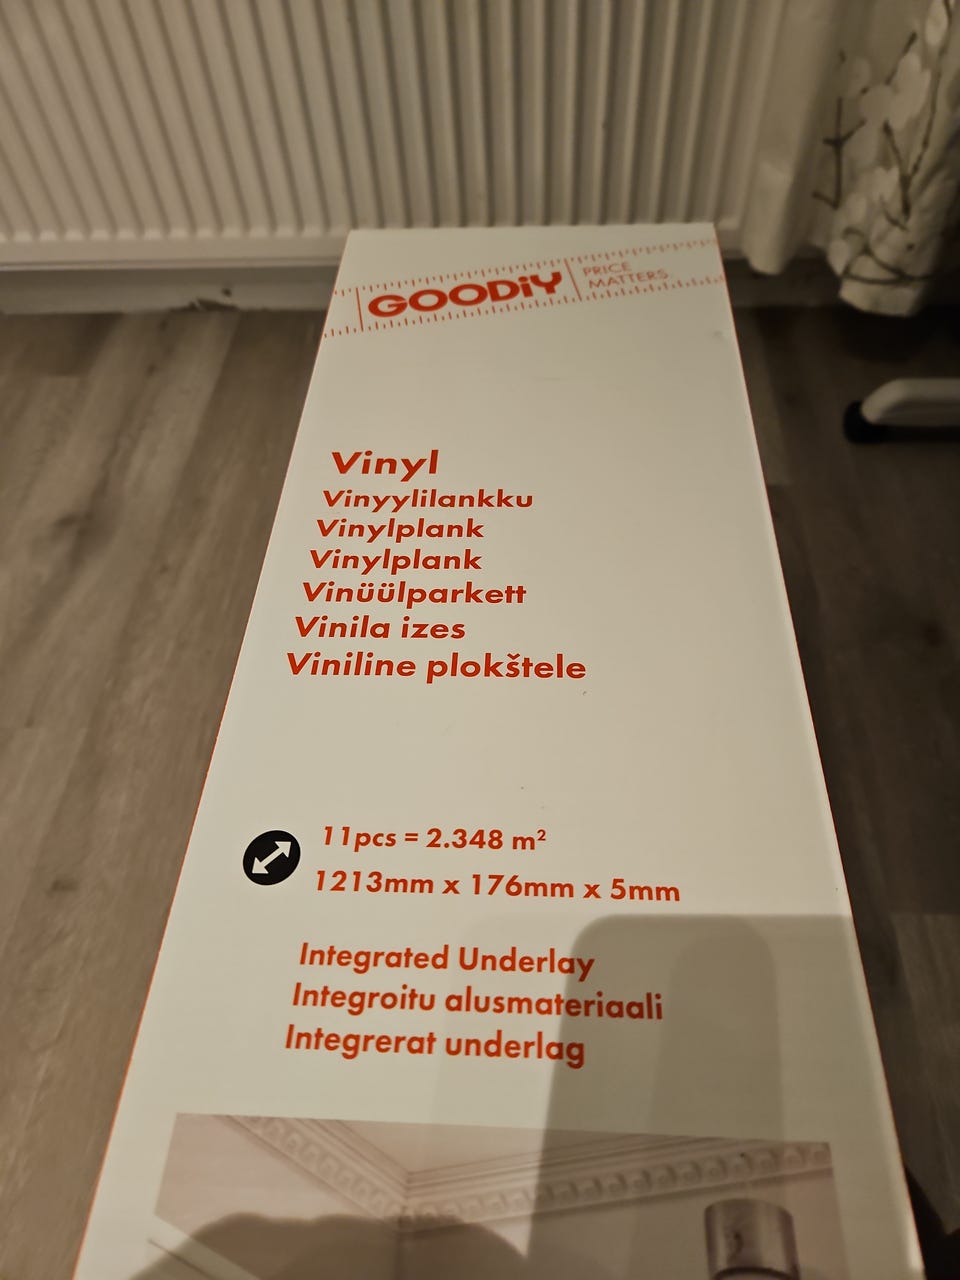 GOODiY
PRICE
MATTERS
Vinyl
Vinyylilankku
Vinylplank
Vinylplank
Vinüülparkett
Vinila izes
Viniline plokštele
11pcs = 2.348 m²
1213mm x 176mm x 5mm
Integrated Underlay
Integroitu alusmateriaali
Integrerat underlag